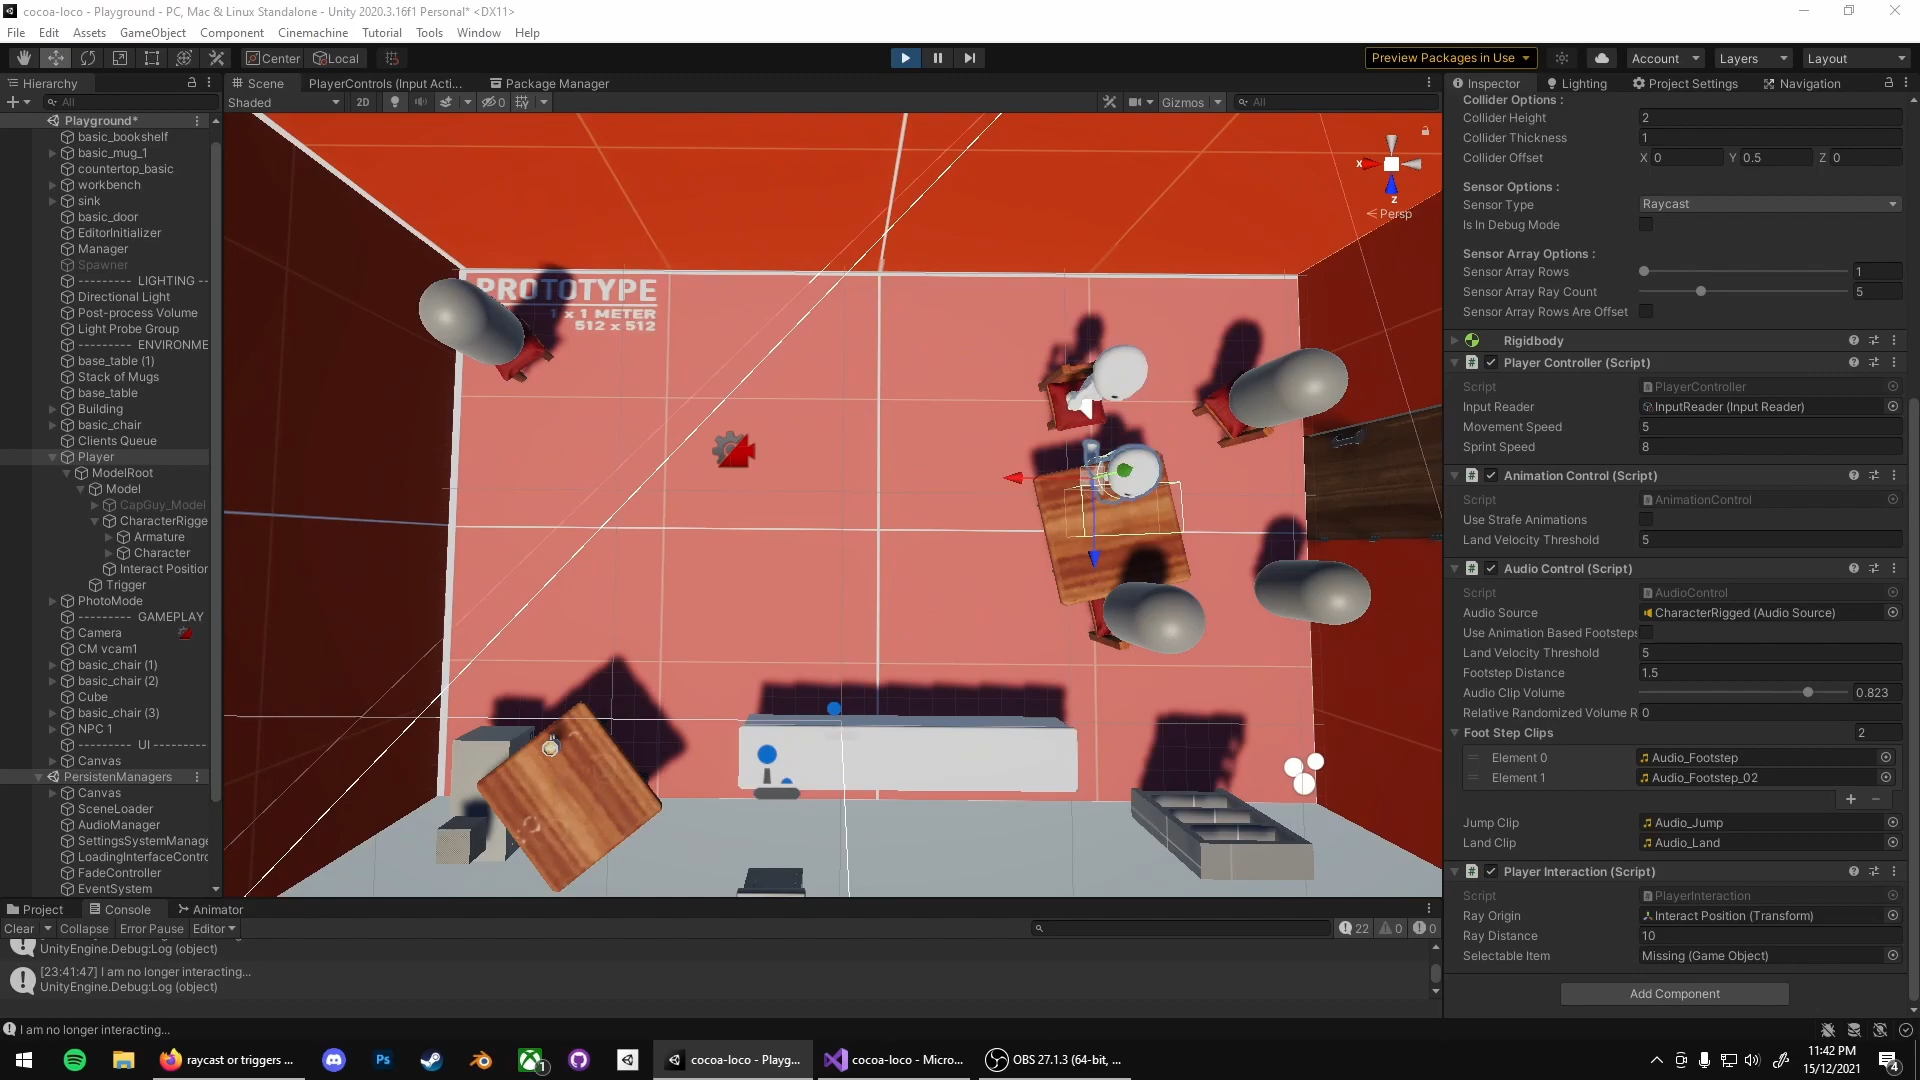 cocoa-loco - Playground - PC, Mac & Linux Standalone - Unity 2020.3.16f1 Personal* <DX11>
File Edit Assets GameObject Component Cinemachine Tutorial Tools Window Help
Center Local
Preview Packages in Use Account Layers Layout
Hierarchy
All
Playground*
basic_bookshelf
basic_mug_1
countertop_basic
workbench
sink
basic_door
EditorInitializer
Manager
Spawner
--------- LIGHTING --
Directional Light
Post-process Volume
Light Probe Group
--------- ENVIRONME
base_table (1)
Stack of Mugs
base_table
Building
basic_chair
Clients Queue
Player
ModelRoot
Model
CapGuy_Model
CharacterRigge
Armature
Character
Interact Position
Trigger
PhotoMode
--------- GAMEPLAY
Camera
CM vcam1
basic_chair (1)
basic_chair (2)
Cube
basic_chair (3)
NPC 1
--------- UI ---------
Canvas
PersistenManagers
Canvas
SceneLoader
AudioManager
SettingsSystemManage
LoadingInterfaceContro
FadeController
EventSystem
Scene PlayerControls (Input Acti... Package Manager
Shaded 2D 0 Gizmos All
PROTOTYPE
1 x 1 METER
512 x 512
x
z
< Persp
Inspector Lighting Project Settings Navigation
Collider Options :
Collider Height 2
Collider Thickness 1
Collider Offset X 0 Y 0.5 Z 0
Sensor Options :
Sensor Type Raycast
Is In Debug Mode
Sensor Array Options :
Sensor Array Rows 1
Sensor Array Ray Count 5
Sensor Array Rows Are Offset
Rigidbody
Player Controller (Script)
Script PlayerController
Input Reader InputReader (Input Reader)
Movement Speed 5
Sprint Speed 8
Animation Control (Script)
Script AnimationControl
Use Strafe Animations
Land Velocity Threshold 5
Audio Control (Script)
Script AudioControl
Audio Source CharacterRigged (Audio Source)
Use Animation Based Footsteps
Land Velocity Threshold 5
Footstep Distance 1.5
Audio Clip Volume 0.823
Relative Randomized Volume R 0
Foot Step Clips 2
Element 0 Audio_Footstep
Element 1 Audio_Footstep_02
Jump Clip Audio_Jump
Land Clip Audio_Land
Player Interaction (Script)
Script PlayerInteraction
Ray Origin Interact Position (Transform)
Ray Distance 10
Selectable Item Missing (Game Object)
Add Component
Project Console Animator
Clear Collapse Error Pause Editor 22 0 0
UnityEngine.Debug:Log (object)
[23:41:47] I am no longer interacting...
UnityEngine.Debug:Log (object)
I am no longer interacting...
raycast or triggers ... Ps 1 cocoa-loco - Playg... cocoa-loco - Micro... OBS 27.1.3 (64-bit, ...
11:42 PM
15/12/2021
4